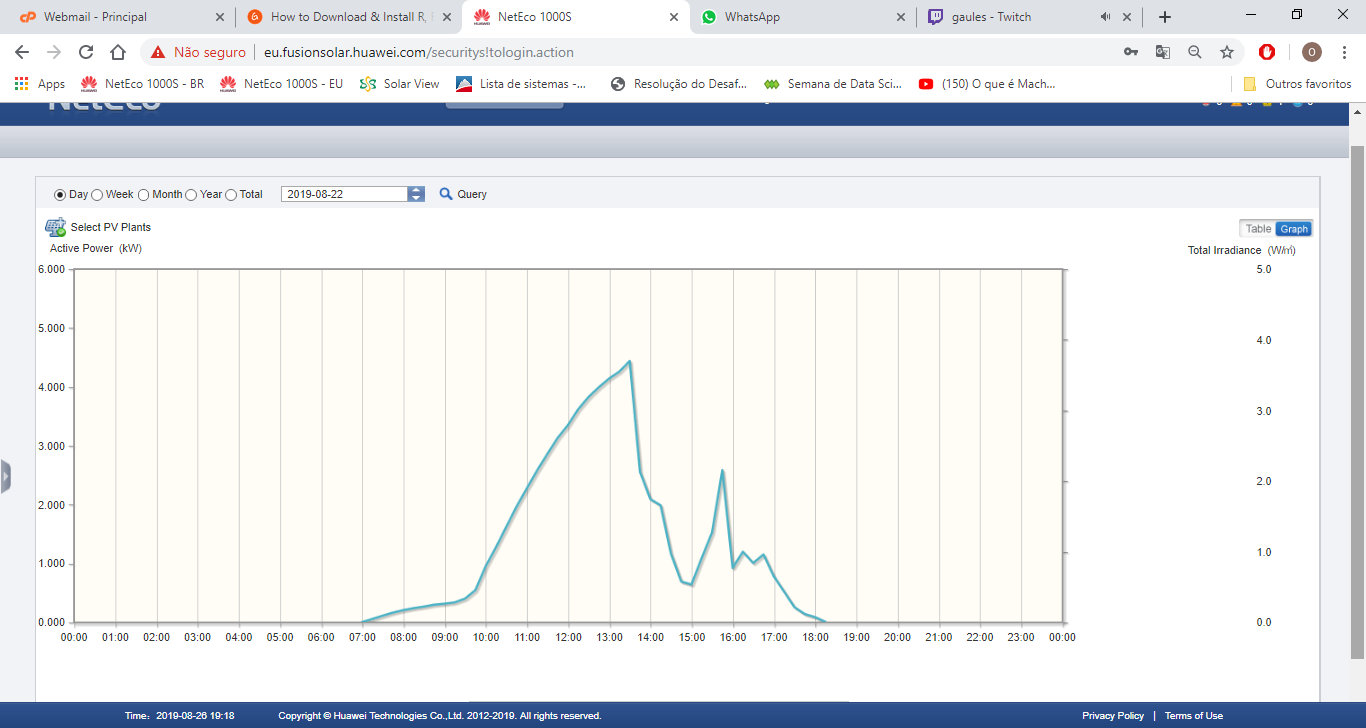 Webmail - Principal
How to Download & Install R,
NetEco 1000S
WhatsApp
gaules - Twitch
Não seguro
eu.fusionsolar.huawei.com/securitys!tologin.action
O
Apps
NetEco 1000S - BR
NetEco 1000S - EU
Solar View
Lista de sistemas -...
Resolução do Desaf...
Semana de Data Sci...
(150) O que é Mach...
Outros favoritos
NetEco
Day Week Month Year Total 2019-08-22 Query
Select PV Plants
Table Graph
Active Power (kW)
Total Irradiance (W/㎡)
6.000 5.0
5.000
4.0
4.000
3.0
3.000
2.0
2.000
1.000 1.0
0.000 0.0
00:00 01:00 02:00 03:00 04:00 05:00 06:00 07:00 08:00 09:00 10:00 11:00 12:00 13:00 14:00 15:00 16:00 17:00 18:00 19:00 20:00 21:00 22:00 23:00 00:00
Time: 2019-08-26 19:18
Copyright © Huawei Technologies Co.,Ltd. 2012-2019. All rights reserved.
Privacy Policy | Terms of Use